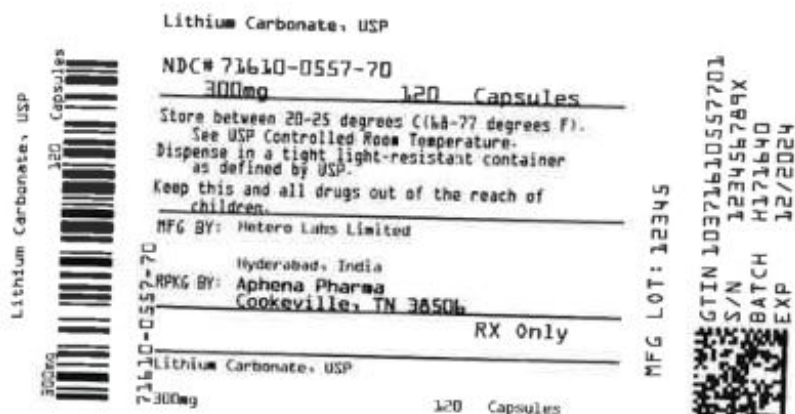 Lithium Carbonate, USP
NDC# 71610-0557-70
300mg 120 Capsules
Store between 20-25 degrees C(68-77 degrees F).
See USP Controlled Room Temperature.
Dispense in a tight light-resistant container
as defined by USP.
Keep this and all drugs out of the reach of
children.
MFG BY: Hetero Labs Limited
Hyderabad, India
RPKG BY: Aphena Pharma
Cookeville, TN 38506
RX Only
Lithium Carbonate, USP
300mg 120 Capsules
Lithium Carbonate, USP
300mg 120 Capsules
71610-0557-70
MFG LOT: 12345
GTIN 10371610557701
S/N 123456789X
BATCH H171640
EXP 12/2024